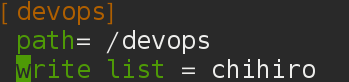 [ devops]
path= /devops
write list = chihiro